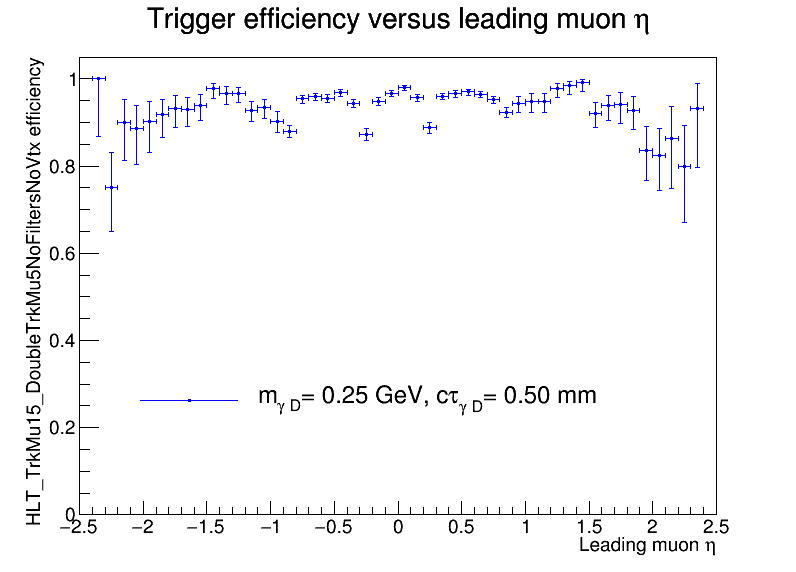 Trigger efficiency versus leading muon η
HLT_TrkMu15_DoubleTrkMu5NoFiltersNoVtx efficiency
1
0.8
0.6
0.4
0.2
0
m_γ D= 0.25 GeV, cτ_γ D= 0.50 mm
−2.5 −2 −1.5 −1 −0.5 0 0.5 1 1.5 2 2.5
Leading muon η